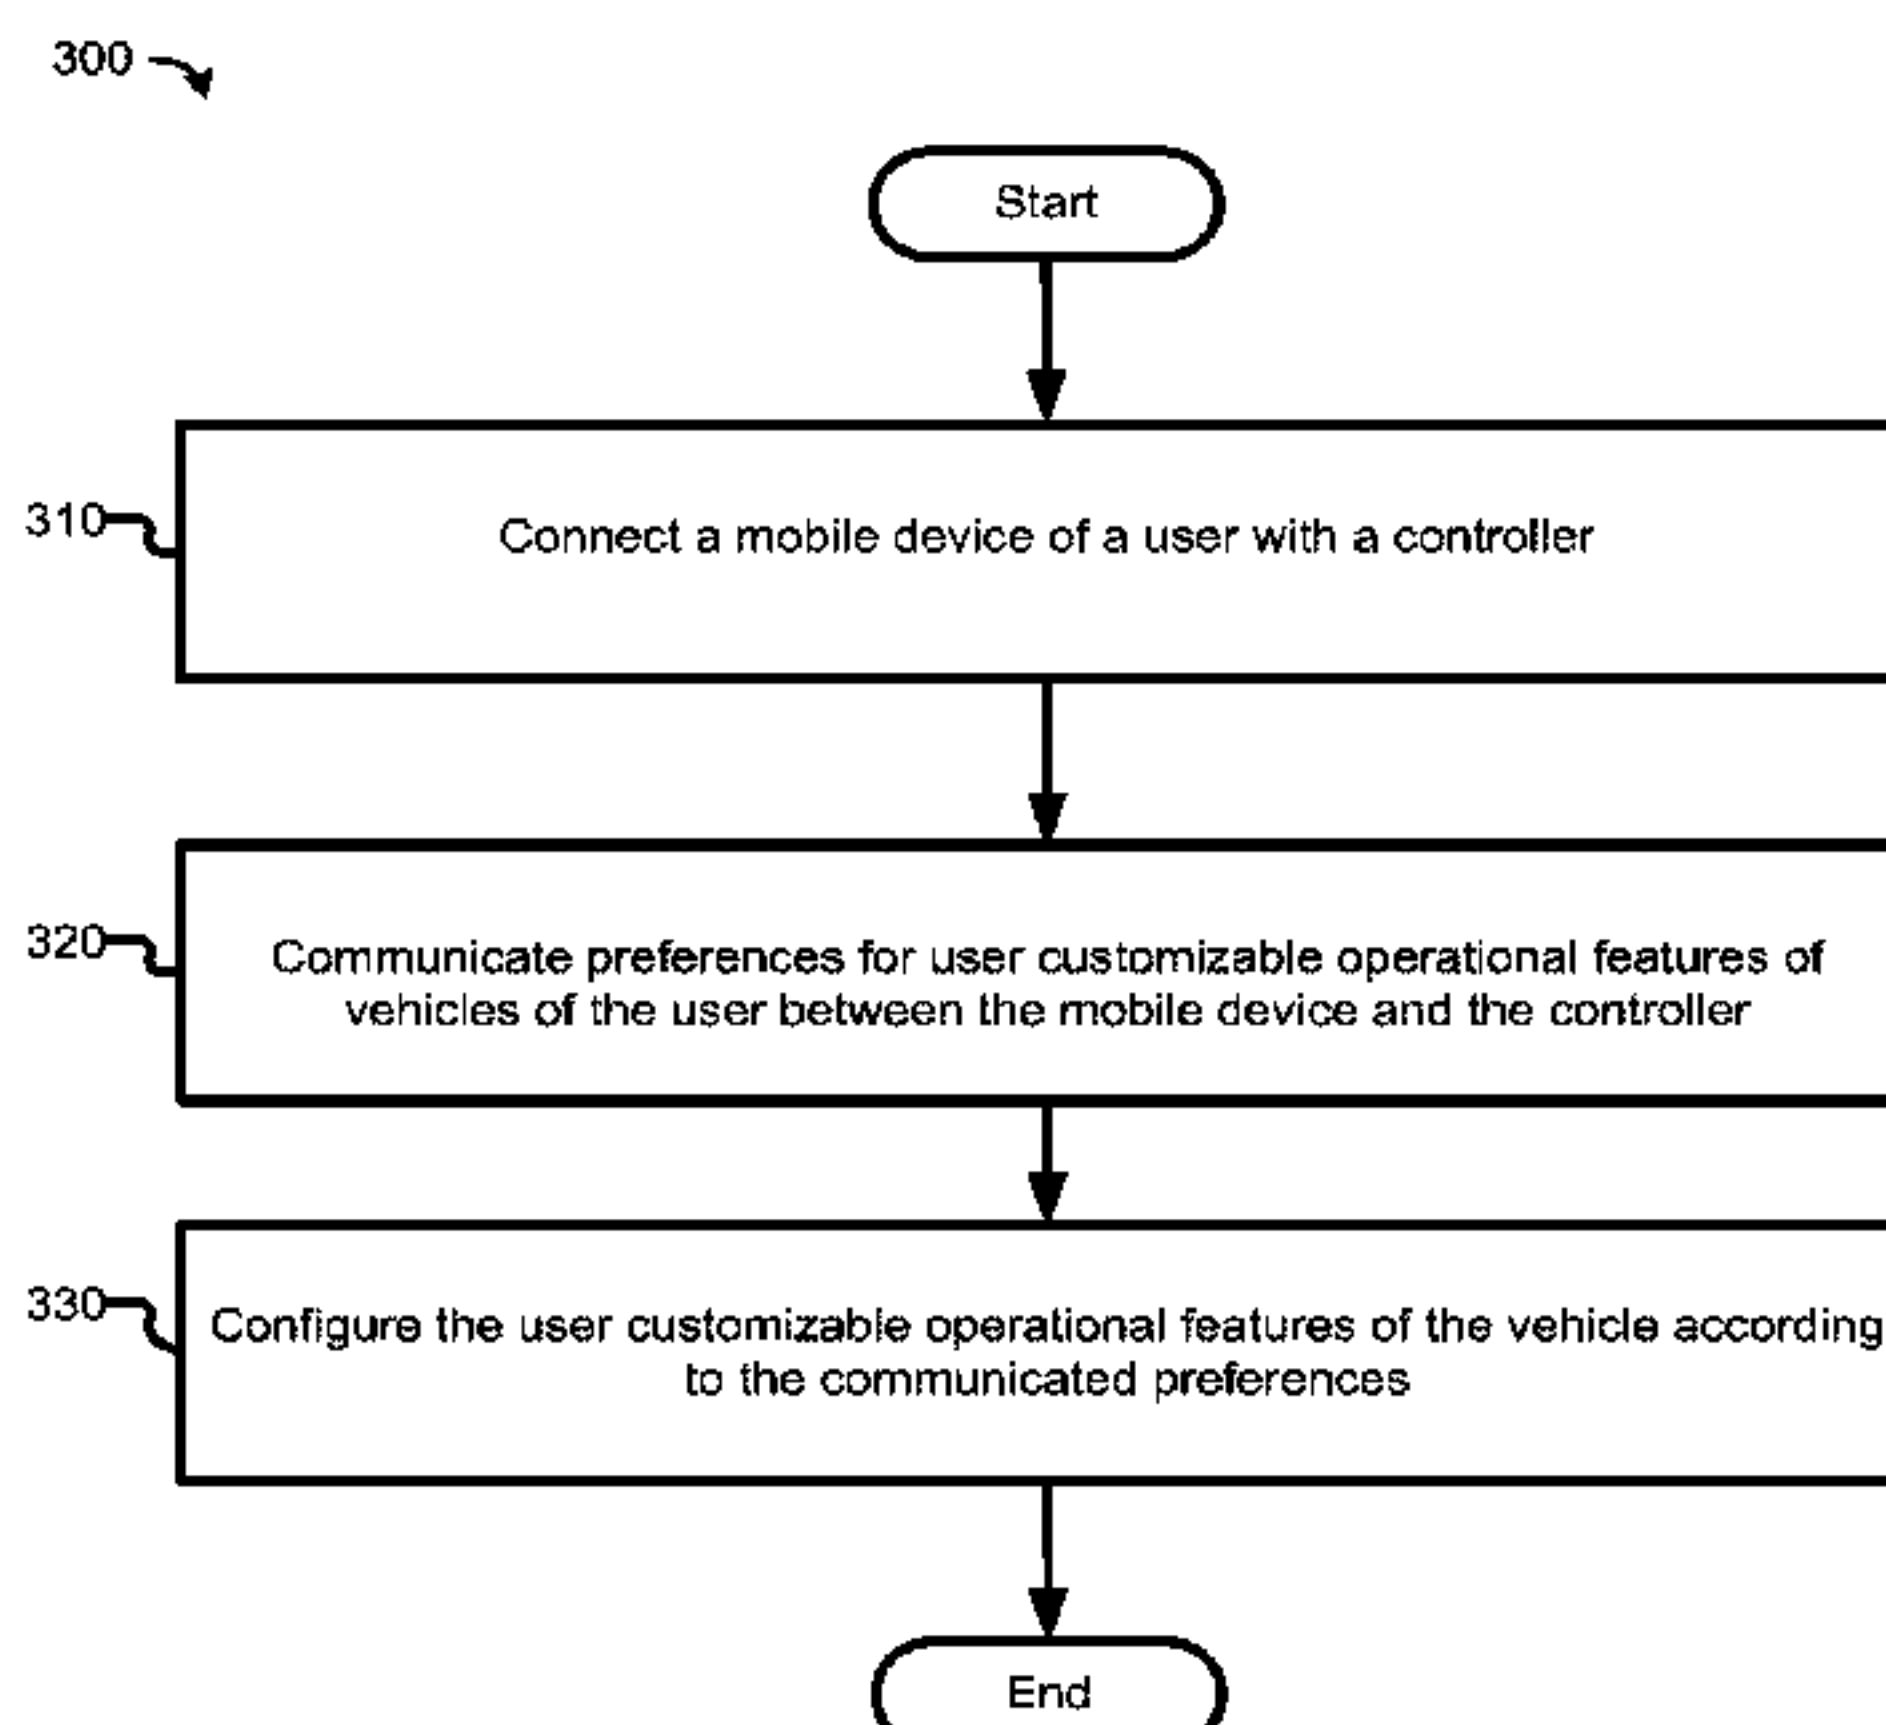 300
Start
310
Connect a mobile device of a user with a controller
320
Communicate preferences for user customizable operational features of
vehicles of the user between the mobile device and the controller
330
Configure the user customizable operational features of the vehicle according
to the communicated preferences
End